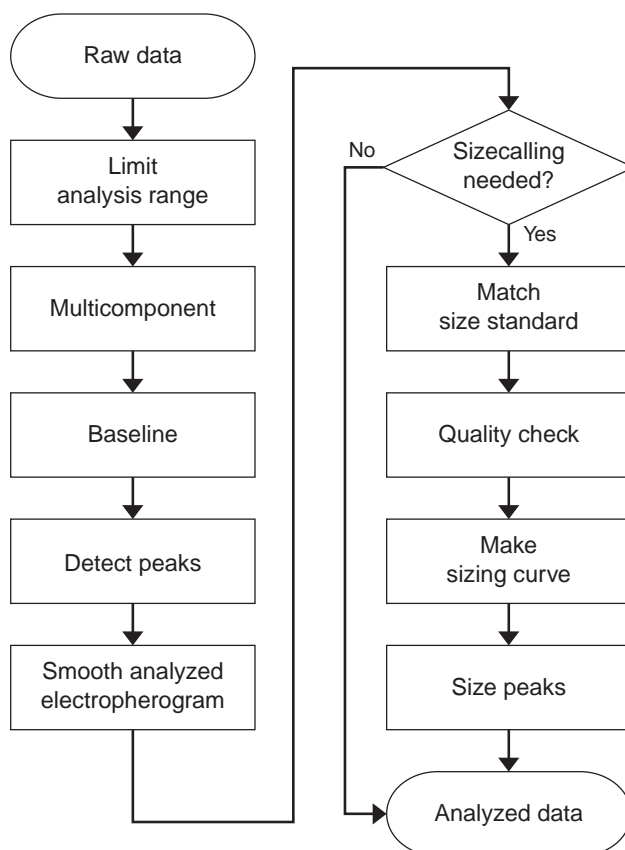 Raw data
Limit
analysis range
Multicomponent
Baseline
Detect peaks
Smooth analyzed
electropherogram
No
Sizecalling
needed?
Yes
Match
size standard
Quality check
Make
sizing curve
Size peaks
Analyzed data